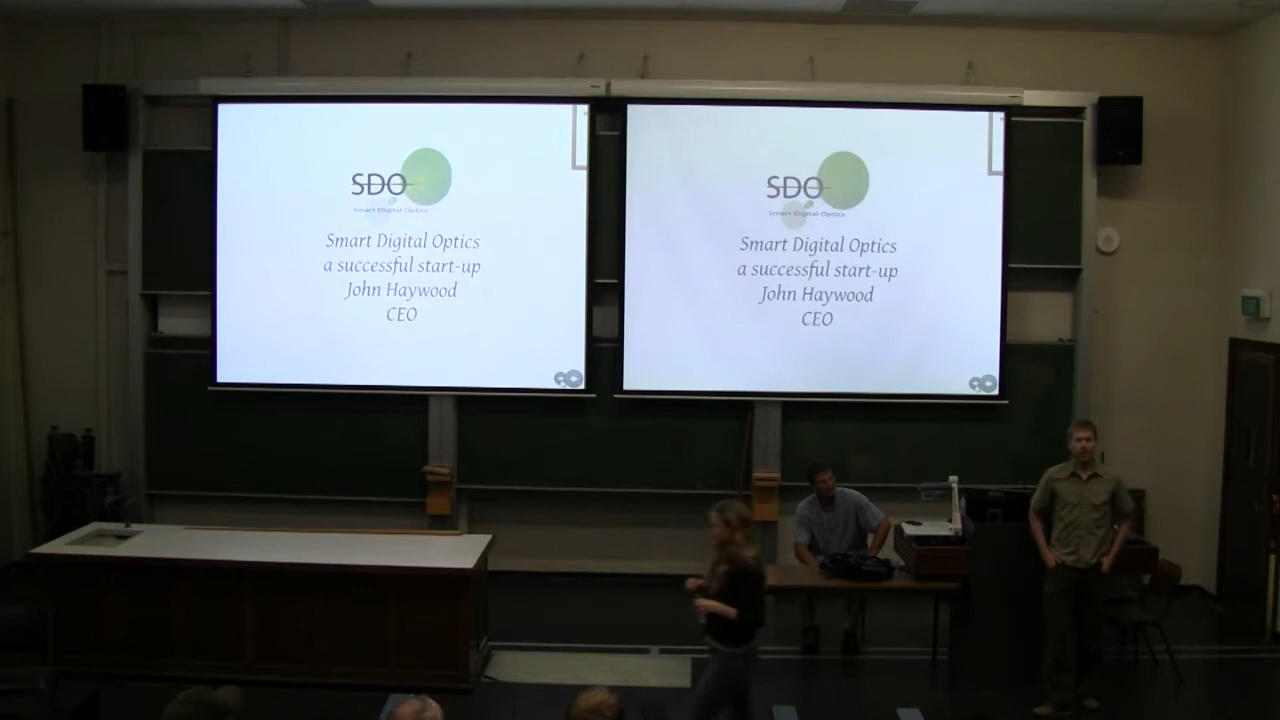 SDO
Smart Digital Optics
Smart Digital Optics
a successful start-up
John Haywood
CEO
SDO
Smart Digital Optics
Smart Digital Optics
a successful start-up
John Haywood
CEO